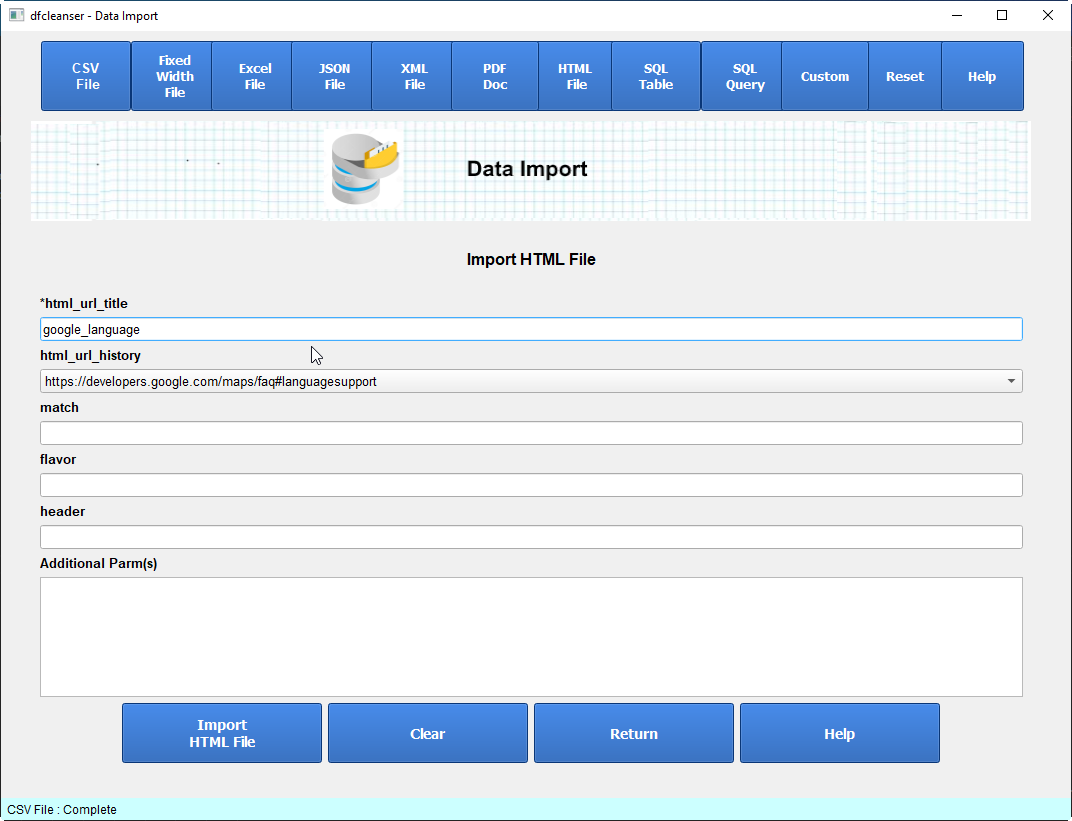 dfcleanser - Data Import
CSV
File
Fixed
Width
File
Excel
File
JSON
File
XML
File
PDF
Doc
HTML
File
SQL
Table
SQL
Query
Custom
Reset
Help
Data Import
Import HTML File
*html_url_title
google_language
html_url_history
https://developers.google.com/maps/faq#languagesupport
match
flavor
header
Additional Parm(s)
Import
HTML File
Clear
Return
Help
CSV File : Complete